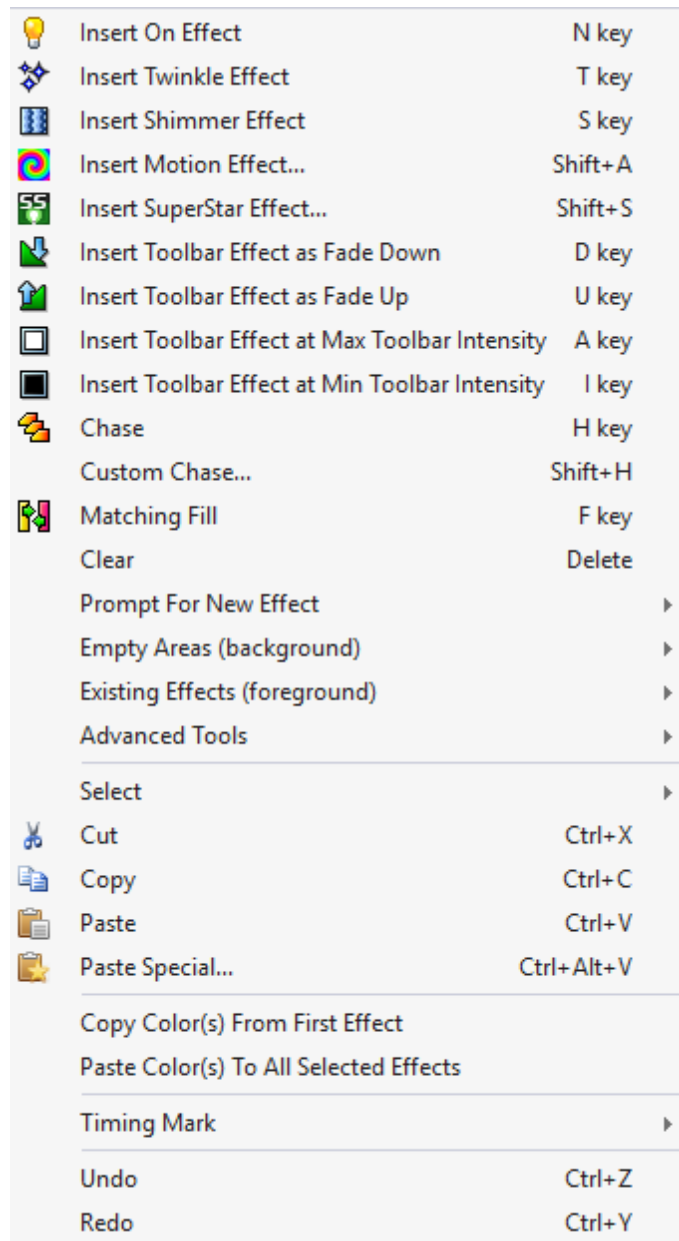 Insert On Effect N key
Insert Twinkle Effect T key
Insert Shimmer Effect S key
Insert Motion Effect... Shift+A
SS Insert SuperStar Effect... Shift+S
Insert Toolbar Effect as Fade Down D key
Insert Toolbar Effect as Fade Up U key
Insert Toolbar Effect at Max Toolbar Intensity A key
Insert Toolbar Effect at Min Toolbar Intensity I key
Chase H key
Custom Chase... Shift+H
Matching Fill F key
Clear Delete
Prompt For New Effect
Empty Areas (background)
Existing Effects (foreground)
Advanced Tools
Select
Cut Ctrl+X
Copy Ctrl+C
Paste Ctrl+V
Paste Special... Ctrl+Alt+V
Copy Color(s) From First Effect
Paste Color(s) To All Selected Effects
Timing Mark
Undo Ctrl+Z
Redo Ctrl+Y